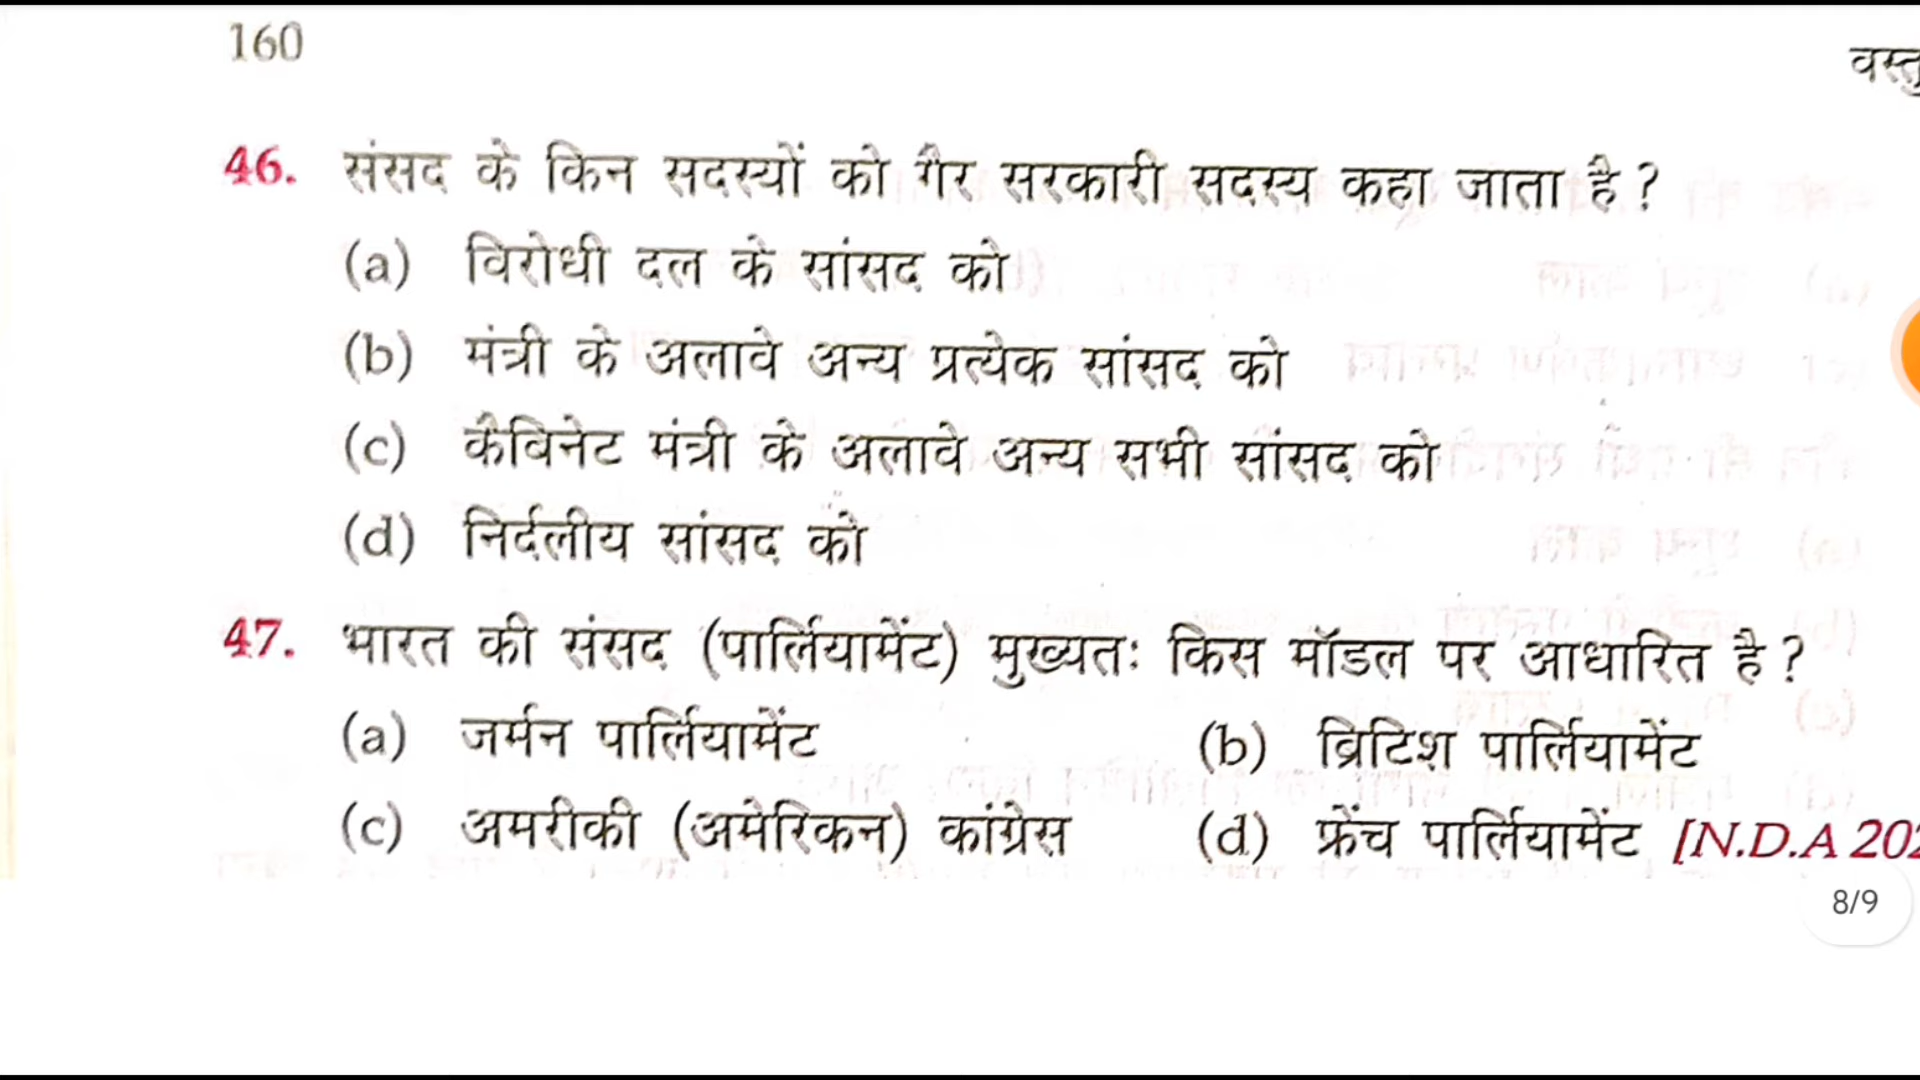 160
46. संसद के किन सदस्यों को गैर सरकारी सदस्य कहा जाता है ?
(a) विरोधी दल के सांसद को
(b) मंत्री के अलावे अन्य प्रत्येक सांसद को
(c) कैबिनेट मंत्री के अलावे अन्य सभी सांसद को
(d) निर्दलीय सांसद को
47. भारत की संसद (पार्लियामेंट) मुख्यतः किस मॉडल पर आधारित है ?
(a) जर्मन पार्लियामेंट (b) ब्रिटिश पार्लियामेंट
(c) अमरीकी (अमेरिकन) कांग्रेस (d) फ्रेंच पार्लियामेंट [N.D.A
8/9